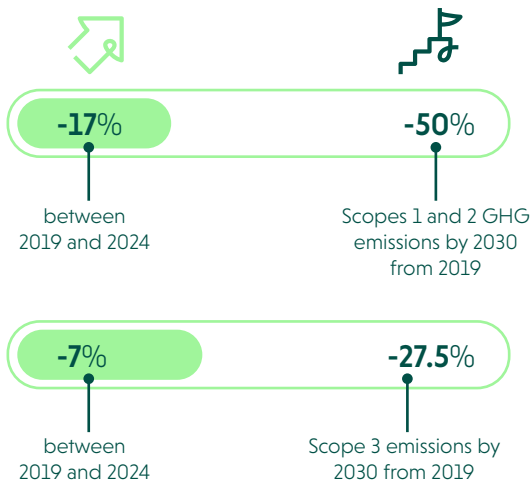 -17%
-50%
between
2019 and 2024
Scopes 1 and 2 GHG
emissions by 2030
from 2019
-7%
-27.5%
between
2019 and 2024
Scope 3 emissions by
2030 from 2019